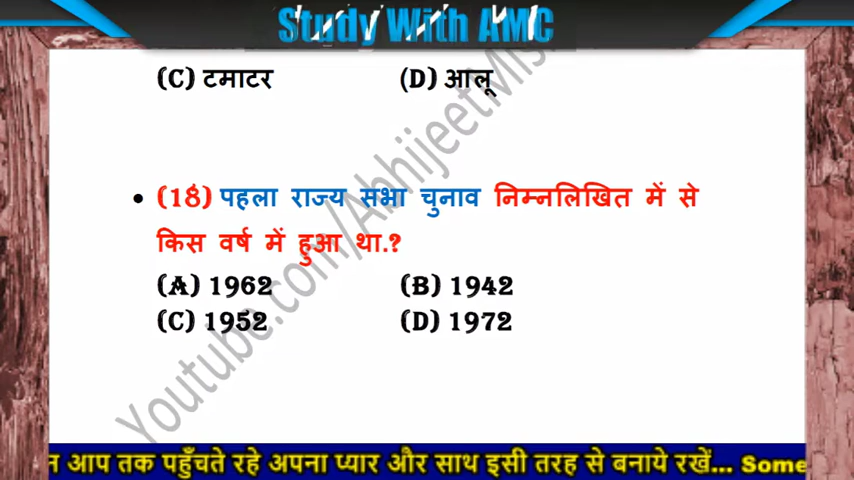 Study With AMC
(C) टमाटर (D) आलू
• (18) पहला राज्य सभा चुनाव निम्नलिखित में से
किस वर्ष में हुआ था.?
(A) 1962 (B) 1942
(C) 1952 (D) 1972
Youtube.com/AbhijeetMis
आप तक पहुँचते रहे अपना प्यार और साथ इसी तरह से बनाये रखें... Some